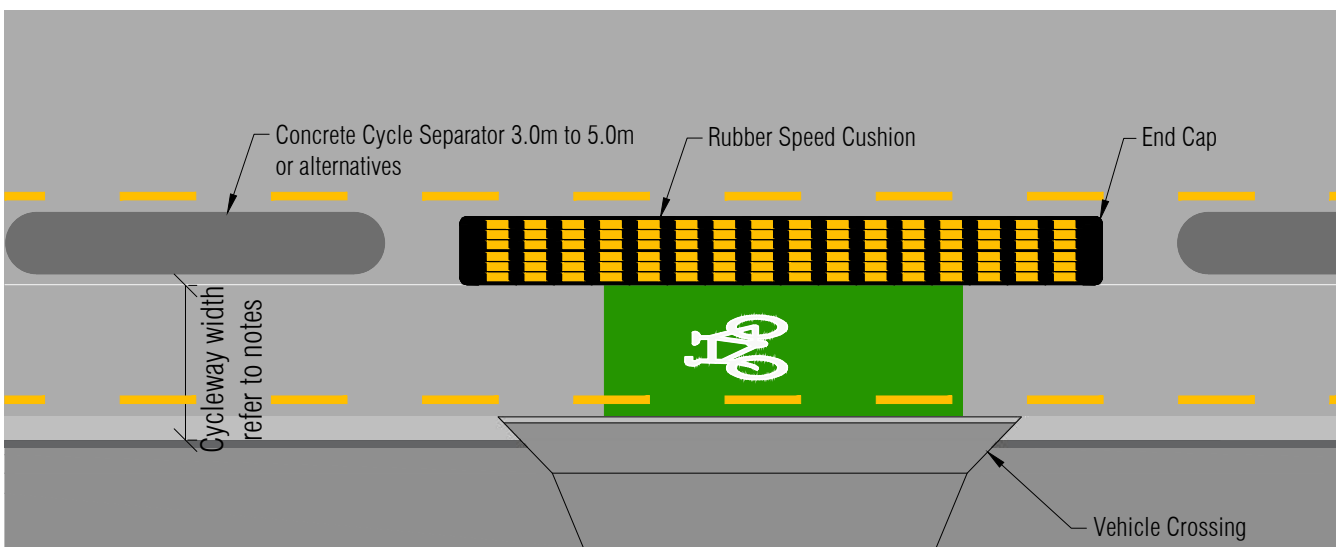 Concrete Cycle Separator 3.0m to 5.0m
or alternatives
Rubber Speed Cushion
End Cap
Cycleway width
refer to notes
Vehicle Crossing